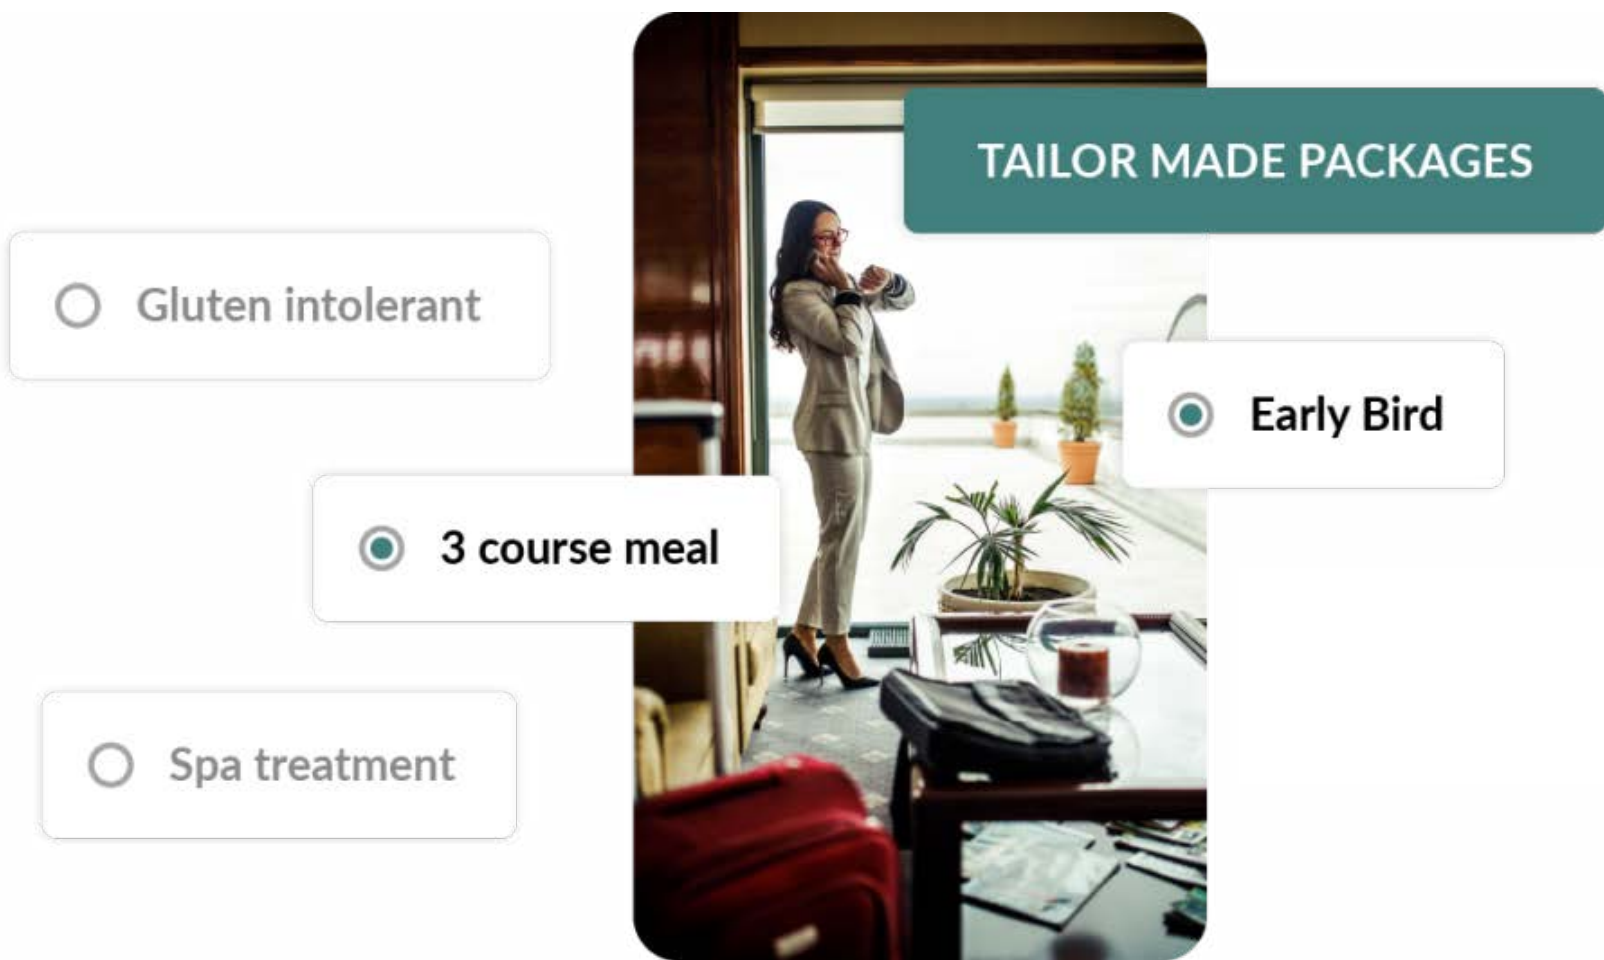 TAILOR MADE PACKAGES
Gluten intolerant
Early Bird
3 course meal
Spa treatment